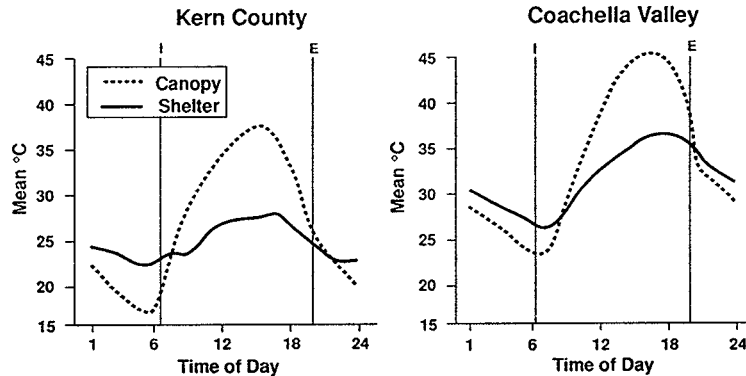 Kern County
Coachella Valley
I
E
I
E
45
40
35
30
25
20
15
Mean °C
Canopy
Shelter
1
6
12
18
24
Time of Day
45
40
35
30
25
20
15
Mean °C
1
6
12
18
24
Time of Day